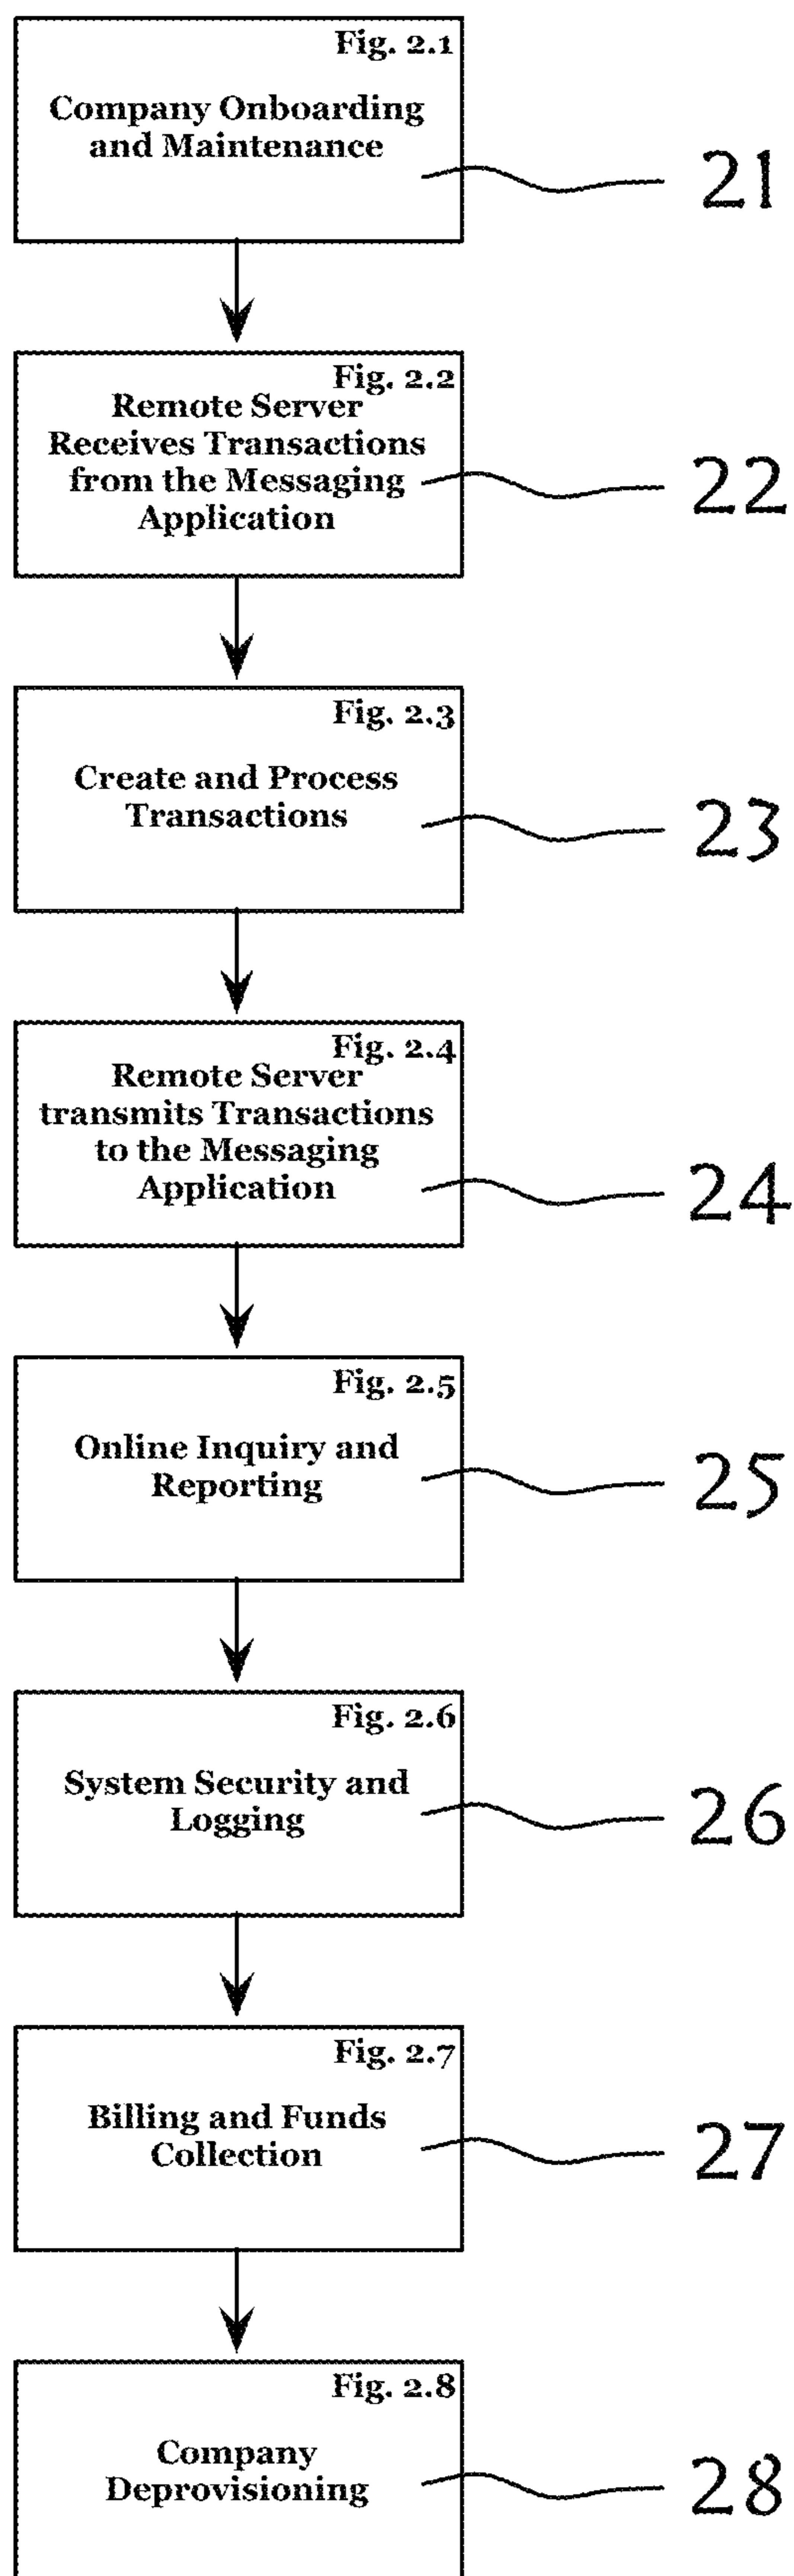 Fig. 2.1
Company Onboarding
and Maintenance
21
Fig. 2.2
Remote Server
Receives Transactions
from the Messaging
Application
22
Fig. 2.3
Create and Process
Transactions
23
Fig. 2.4
Remote Server
transmits Transactions
to the Messaging
Application
24
Fig. 2.5
Online Inquiry and
Reporting
25
Fig. 2.6
System Security and
Logging
26
Fig. 2.7
Billing and Funds
Collection
27
Fig. 2.8
Company
Deprovisioning
28